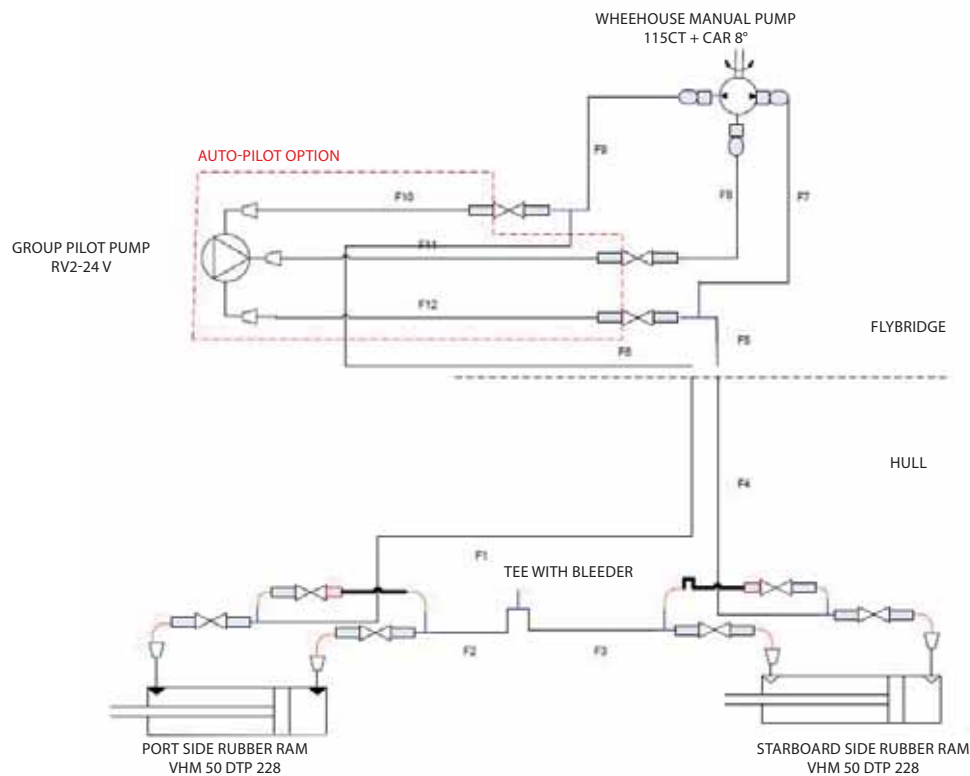 WHEEHOUSE MANUAL PUMP
115CT + CAR 8°
F9
F8
F7
AUTO-PILOT OPTION
F10
GROUP PILOT PUMP
RV2-24 V
F11
F12
F5
F6
FLYBRIDGE
HULL
F4
F1
TEE WITH BLEEDER
F2
F3
PORT SIDE RUBBER RAM
VHM 50 DTP 228
STARBOARD SIDE RUBBER RAM
VHM 50 DTP 228